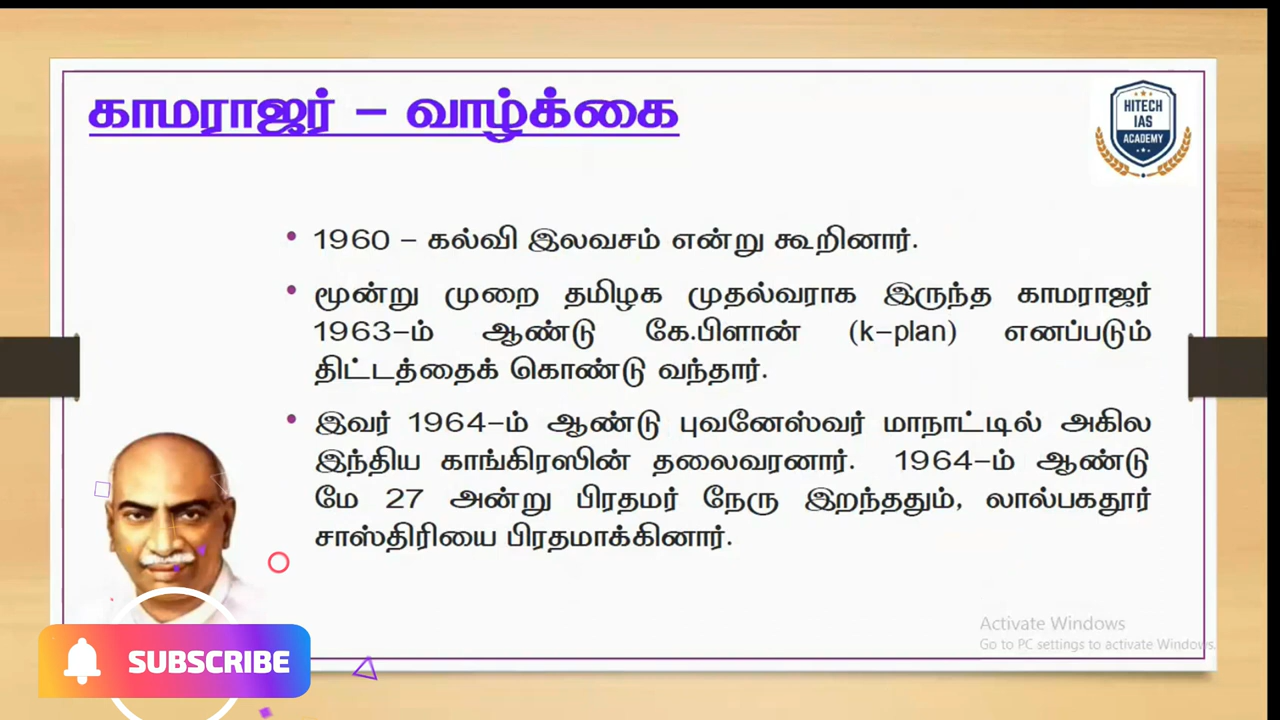 காமராஜர் – வாழ்க்கை
HITECH
IAS
ACADEMY
• 1960 – கல்வி இலவசம் என்று கூறினார்.
• மூன்று முறை தமிழக முதல்வராக இருந்த காமராஜர்
1963–ம் ஆண்டு கே.பிளான் (k–plan) எனப்படும்
திட்டத்தைக் கொண்டு வந்தார்.
• இவர் 1964–ம் ஆண்டு புவனேஸ்வர் மாநாட்டில் அகில
இந்திய காங்கிரஸின் தலைவரனார். 1964–ம் ஆண்டு
மே 27 அன்று பிரதமர் நேரு இறந்ததும், லால்பகதூர்
சாஸ்திரியை பிரதமாக்கினார்.
Activate Windows
Go to PC settings to activate Windows.
SUBSCRIBE